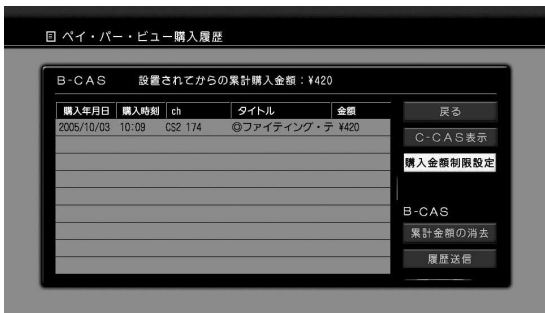 ペイ・パー・ビュー購入履歴
B-CAS 設置されてからの累計購入金額：¥420
購入年月日 購入時刻 ch タイトル 金額
2005/10/03 10:09 CS2 174 ◎ファイティング・テ ¥420
戻る
C-CAS表示
購入金額制限設定
B-CAS
累計金額の消去
履歴送信